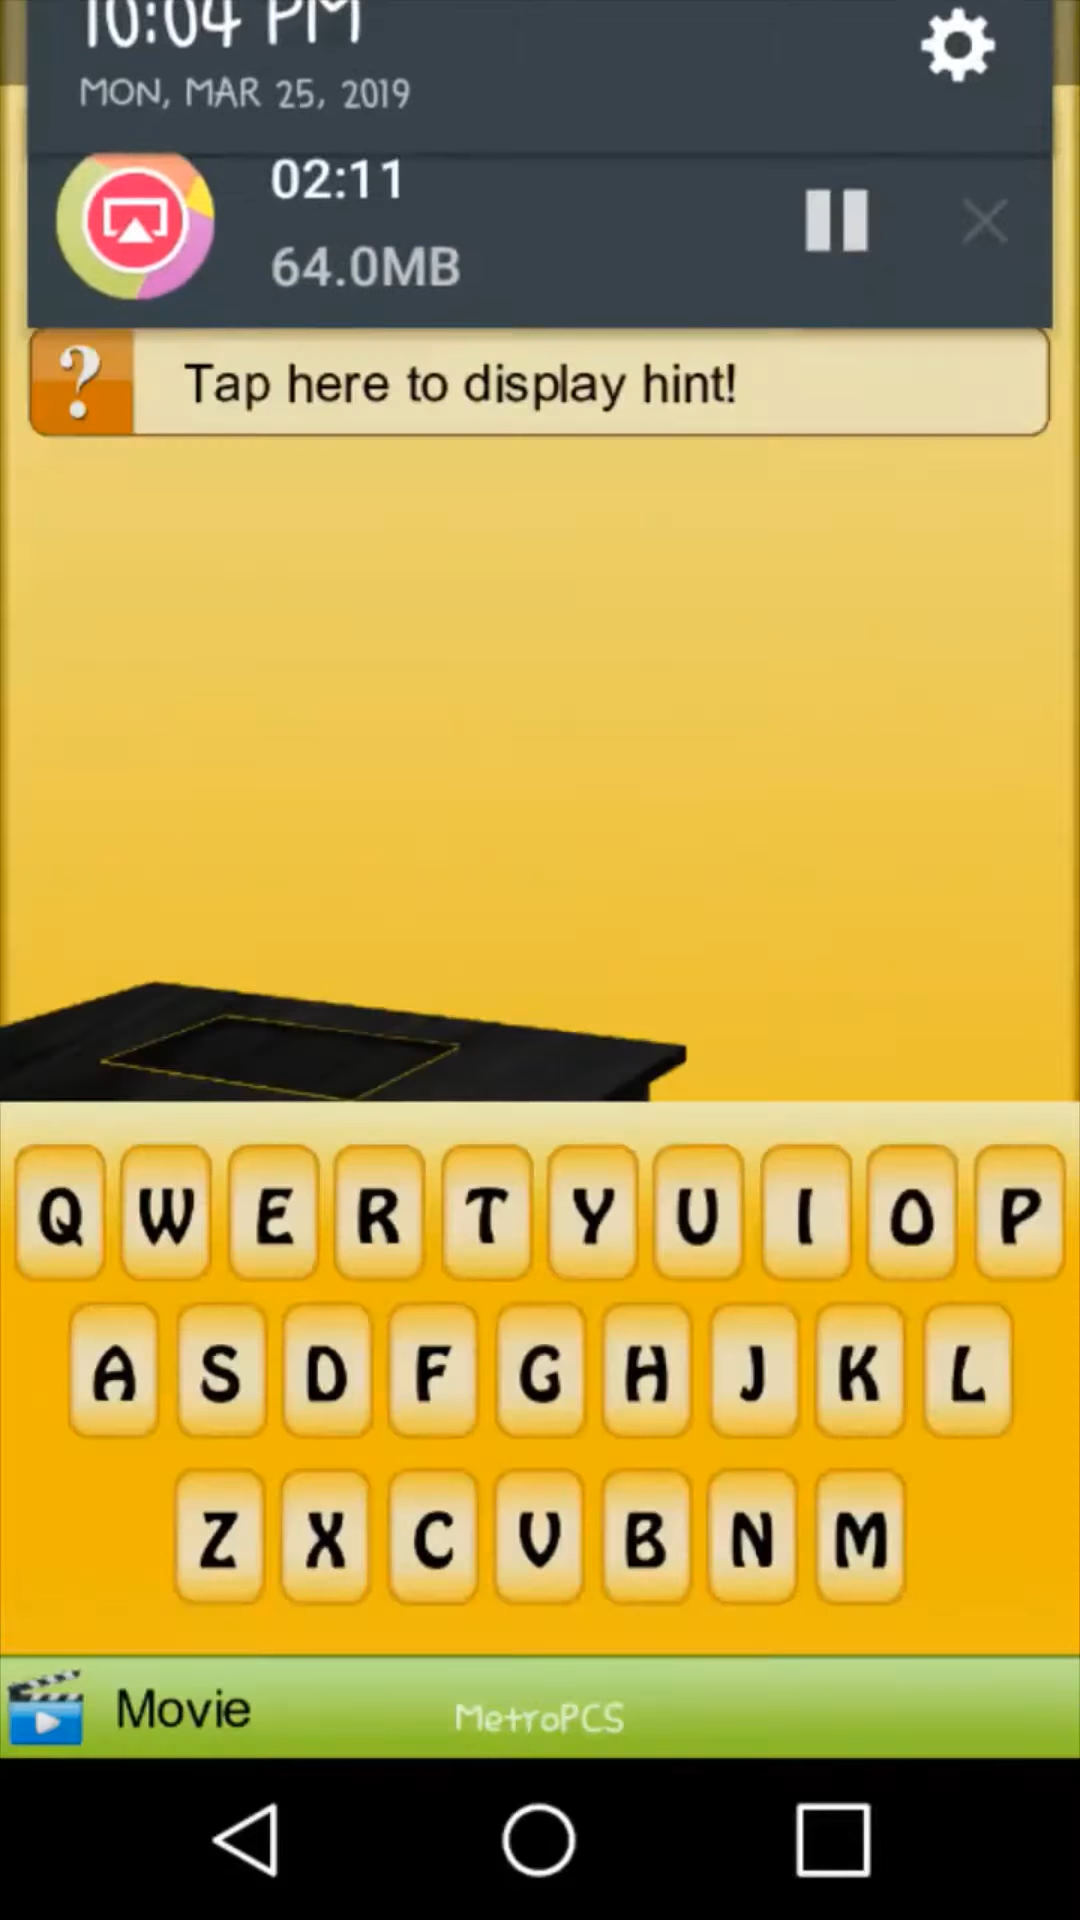 10:04 PM
MON, MAR 25, 2019
02:11
64.0MB
?
Tap here to display hint!
Q W E R T Y U I O P
A S D F G H J K L
Z X C V B N M
Movie
MetroPCS